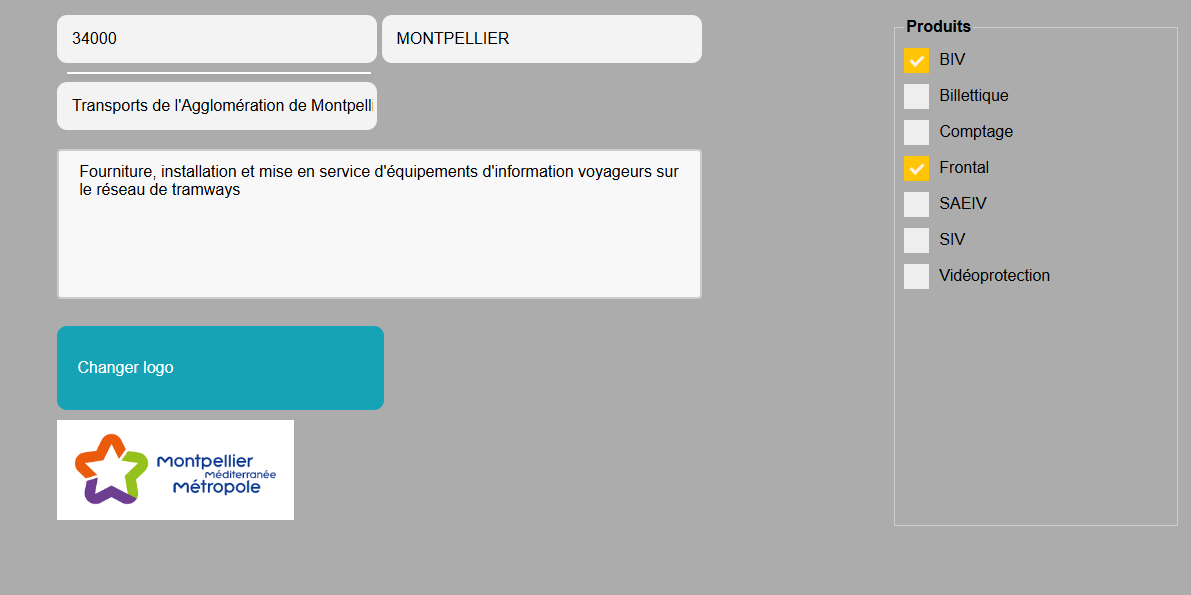 34000
MONTPELLIER
Transports de l'Agglomération de Montpelli
Fourniture, installation et mise en service d'équipements d'information voyageurs sur
le réseau de tramways
Changer logo
montpellier
méditerranée
métropole
Produits
BIV
Billettique
Comptage
Frontal
SAEIV
SIV
Vidéoprotection